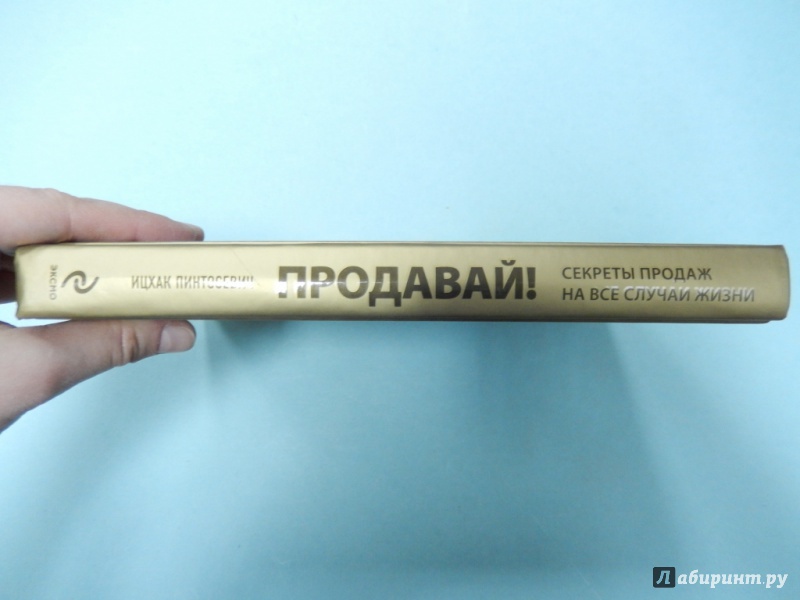 ЭКСМО
ИЦХАК ПИНТОСЕВИЧ
ПРОДАВАЙ!
СЕКРЕТЫ ПРОДАЖ
НА ВСЕ СЛУЧАИ ЖИЗНИ
Лабиринт.ру